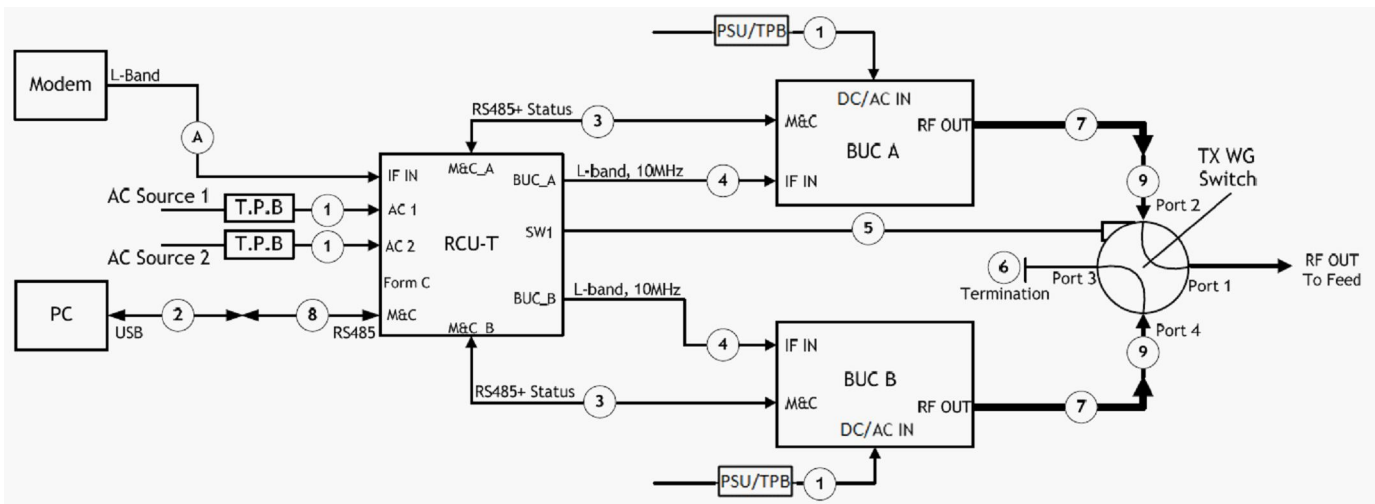 PSU/TPB 1
Modem
L-Band
A
RS485+ Status 3
DC/AC IN
M&C
RF OUT
BUC A
IF IN
7
9
TX WG
Switch
Port 2
AC Source 1 T.P.B 1
AC Source 2 T.P.B 1
IF IN
AC 1
AC 2
Form C
M&C
M&C_A
BUC_A
SW1
RCU-T
BUC_B
M&C_B
L-band, 10MHz 4
5
6
Termination
Port 3
Port 1
RF OUT
To Feed
Port 4
PC
USB
2
8
RS485
L-band, 10MHz
4
IF IN
BUC B
M&C
RF OUT
DC/AC IN
9
7
RS485+ Status 3
PSU/TPB 1